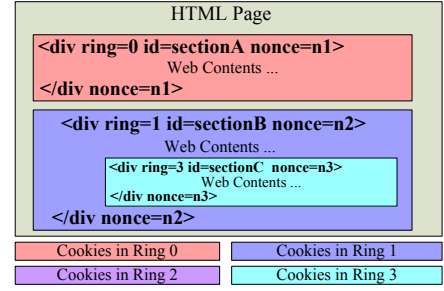 HTML Page
<div ring=0 id=sectionA nonce=n1>
Web Contents ...
</div nonce=n1>
<div ring=1 id=sectionB nonce=n2>
Web Contents ...
<div ring=3 id=sectionC nonce=n3>
Web Contents ...
</div nonce=n3>
</div nonce=n2>
Cookies in Ring 0 Cookies in Ring 1
Cookies in Ring 2 Cookies in Ring 3